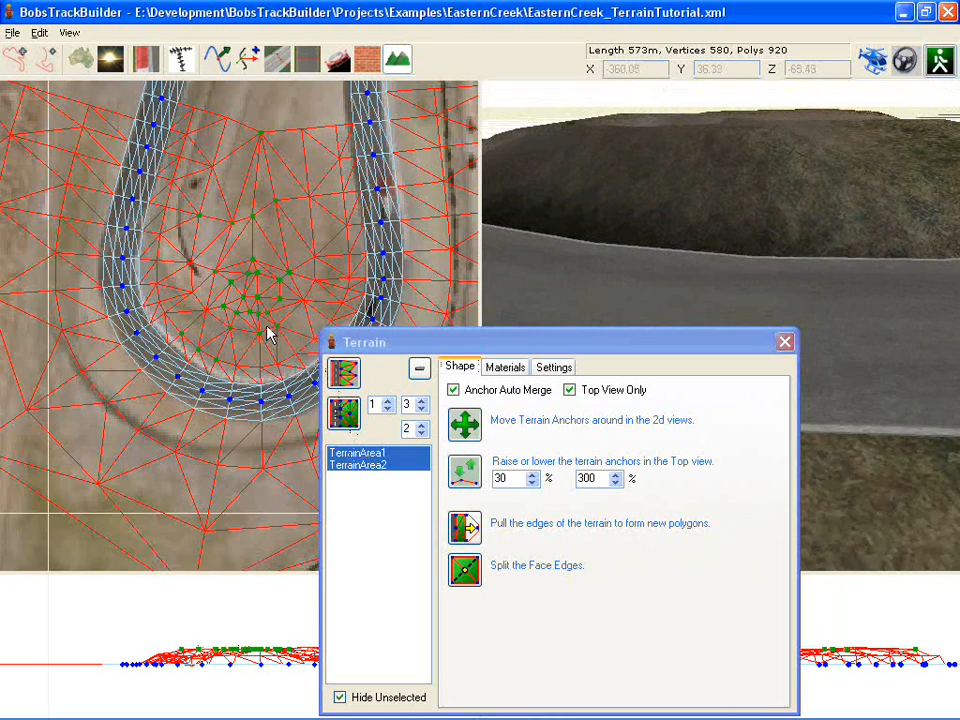 BobsTrackBuilder - E:\Development\BobsTrackBuilder\Projects\Examples\EasternCreek\EasternCreek_TerrainTutorial.xml
File Edit View
Length 573m, Vertices 580, Polys 920
X -360.05 Y 36.39 Z -69.49
Terrain
Shape Materials Settings
Anchor Auto Merge Top View Only
1 3
2
Move Terrain Anchors around in the 2d views.
TerrainArea1
TerrainArea2
Raise or lower the terrain anchors in the Top view.
30 % 300 %
Pull the edges of the terrain to form new polygons.
Split the Face Edges.
Hide Unselected